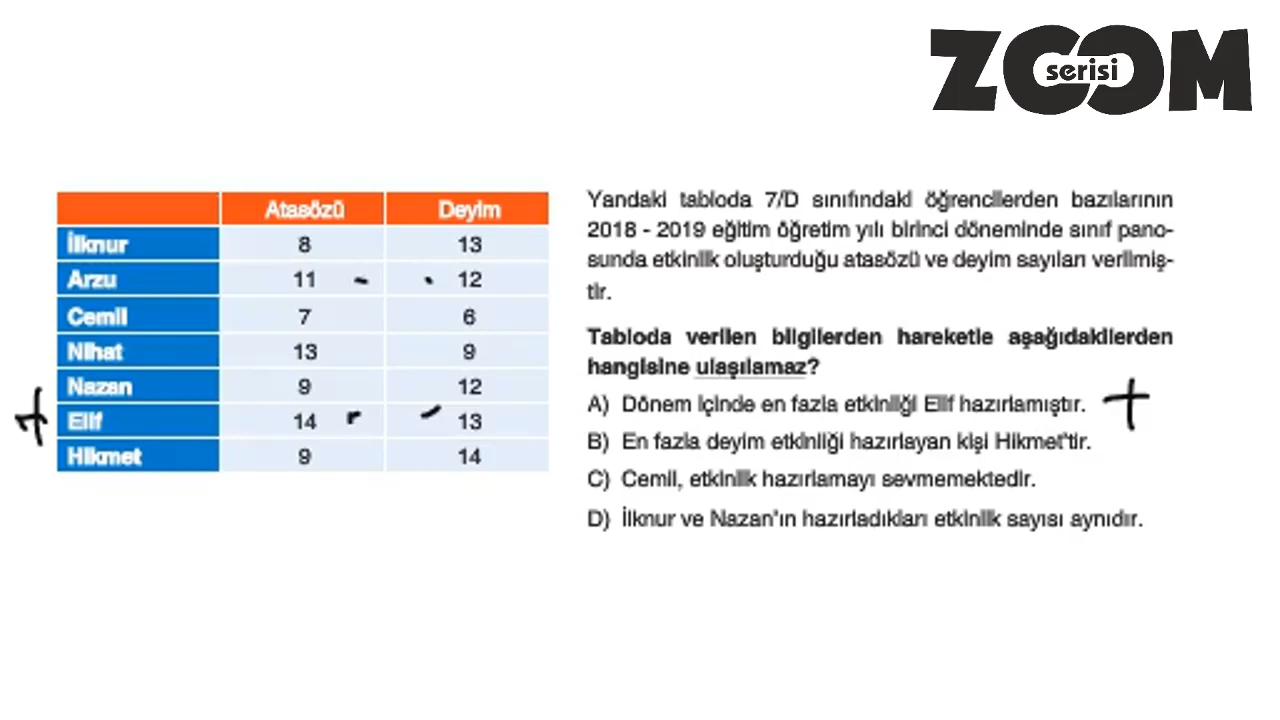 ZOOM
serisi
Atasözü Deyim
İlknur 8 13
Arzu 11 12
Cemil 7 6
Nihat 13 9
Nazan 9 12
Elif 14 13
Hikmet 9 14
Yandaki tabloda 7/D sınıfındaki öğrencilerden bazılarının
2018 - 2019 eğitim öğretim yılı birinci döneminde sınıf pano-
sunda etkinlik oluşturduğu atasözü ve deyim sayıları verilmiş-
tir.
Tabloda verilen bilgilerden hareketle aşağıdakilerden
hangisine ulaşılamaz?
A) Dönem içinde en fazla etkinliği Elif hazırlamıştır.
B) En fazla deyim etkinliği hazırlayan kişi Hikmet'tir.
C) Cemil, etkinlik hazırlamayı sevmemektedir.
D) İlknur ve Nazan'ın hazırladıkları etkinlik sayısı aynıdır.